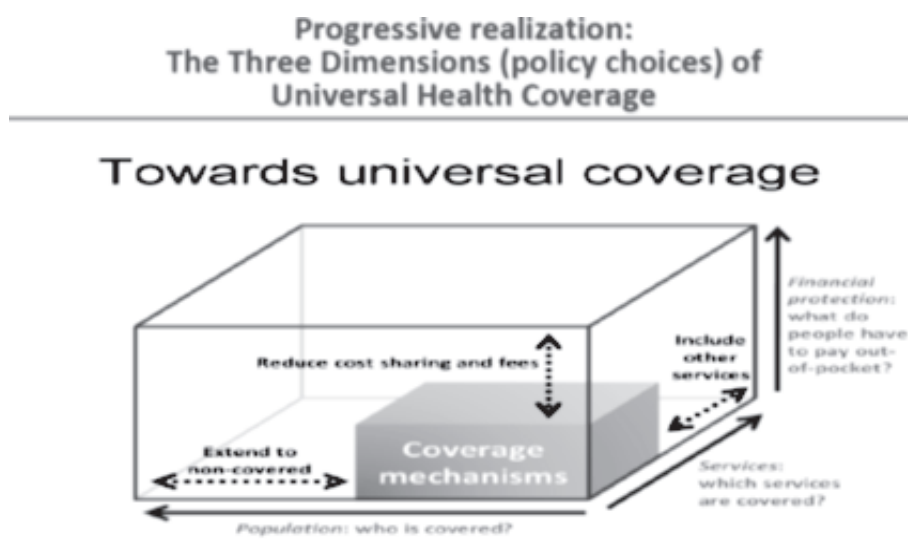 Progressive realization:
The Three Dimensions (policy choices) of
Universal Health Coverage
Towards universal coverage
Financial
protection:
what do
people have
to pay out-
of-pocket?
Include
other
services
Reduce cost sharing and fees
Extend to
non-covered
Coverage
mechanisms
Services:
which services
are covered?
Population: who is covered?